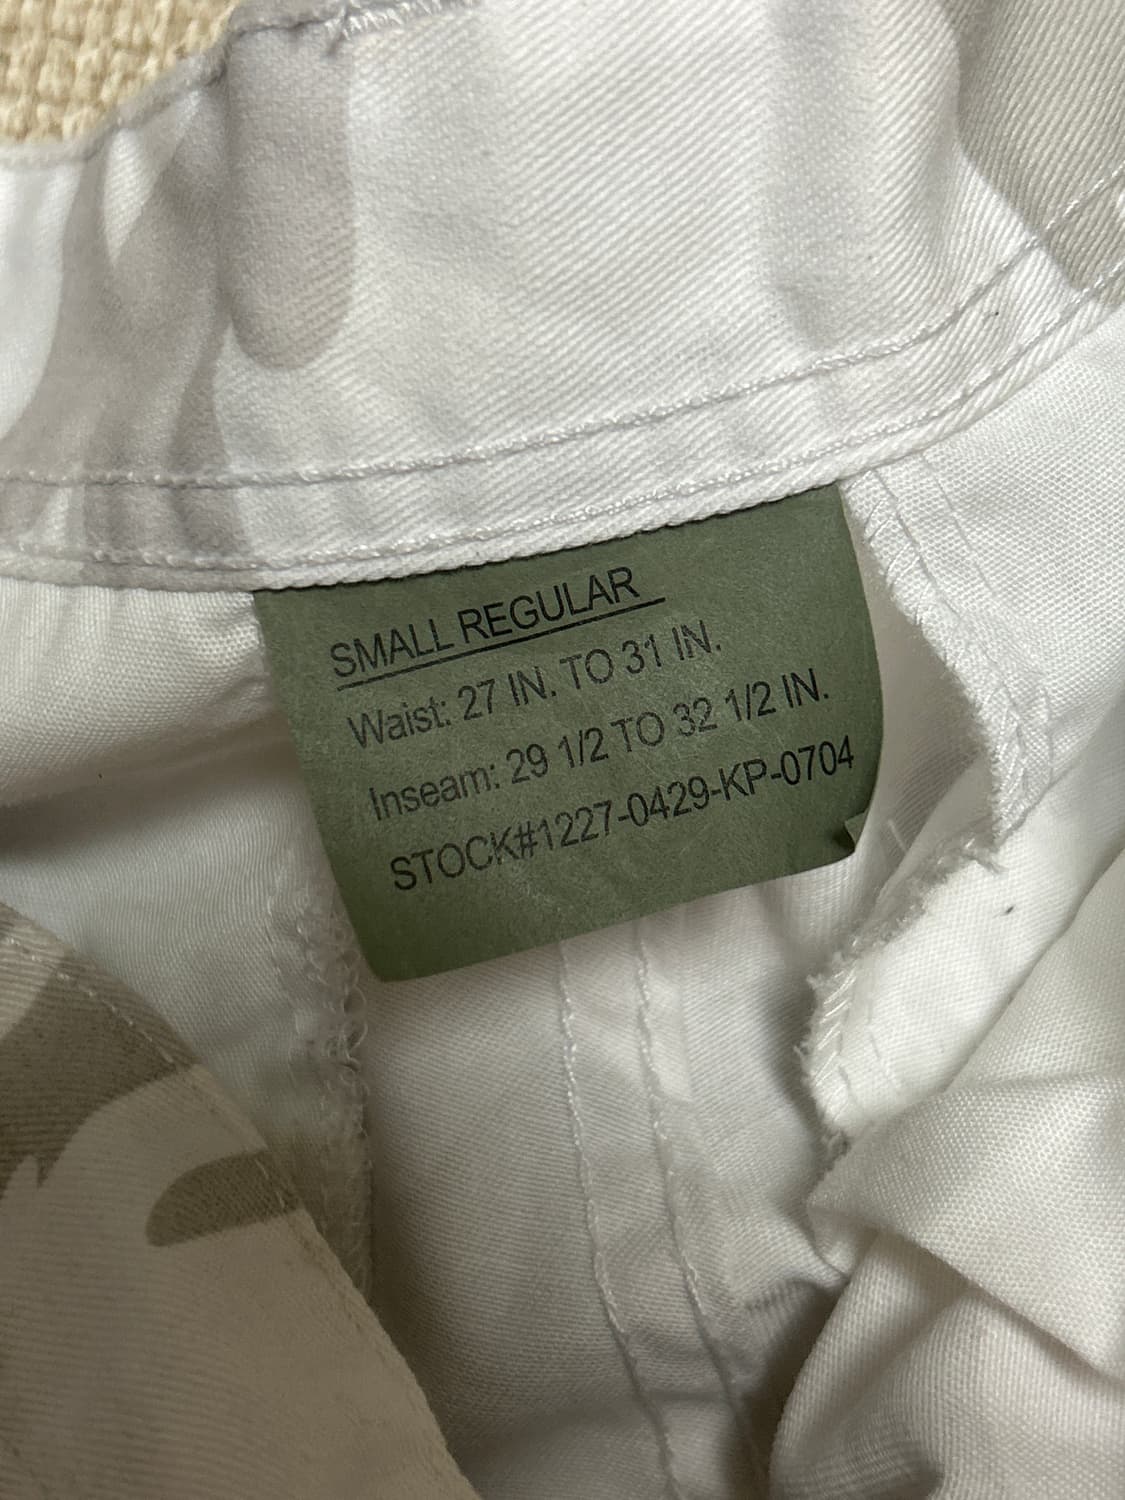 SMALL REGULAR
Waist: 27 IN. TO 31 IN.
Inseam: 29 1/2 TO 32 1/2 IN.
STOCK#1227-0429-KP-0704